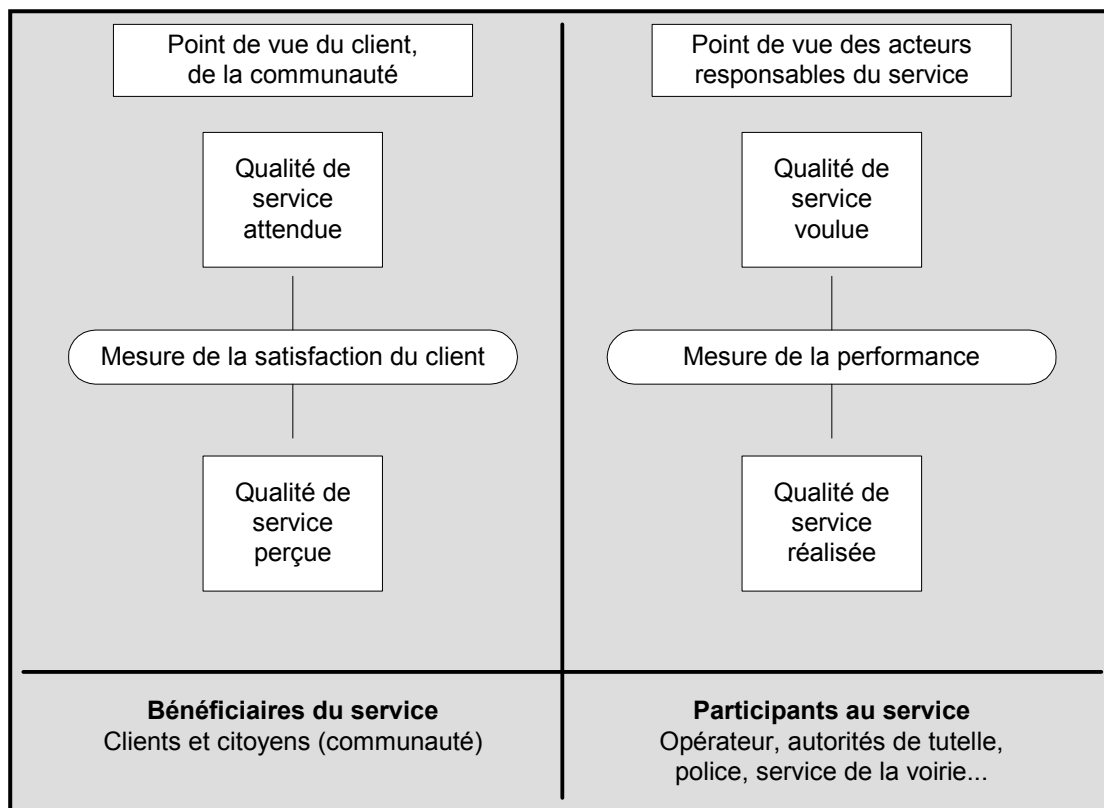 Point de vue du client,
de la communauté
Qualité de
service
attendue
Mesure de la satisfaction du client
Qualité de
service
perçue
Bénéficiaires du service
Clients et citoyens (communauté)
Point de vue des acteurs
responsables du service
Qualité de
service
voulue
Mesure de la performance
Qualité de
service
réalisée
Participants au service
Opérateur, autorités de tutelle,
police, service de la voirie...